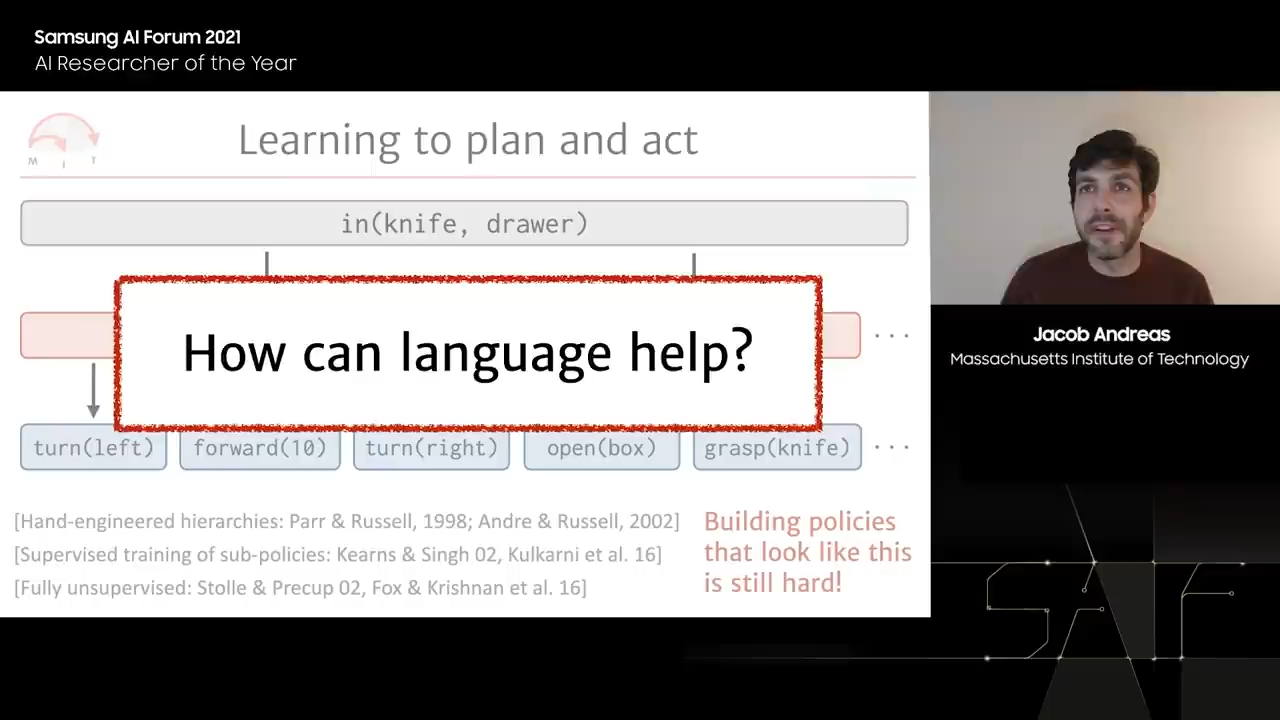 Samsung AI Forum 2021
AI Researcher of the Year
M I T
Learning to plan and act
in(knife, drawer)
How can language help?
...
turn(left)
forward(10)
turn(right)
open(box)
grasp(knife)
...
[Hand-engineered hierarchies: Parr & Russell, 1998; Andre & Russell, 2002]
[Supervised training of sub-policies: Kearns & Singh 02, Kulkarni et al. 16]
[Fully unsupervised: Stolle & Precup 02, Fox & Krishnan et al. 16]
Building policies
that look like this
is still hard!
Jacob Andreas
Massachusetts Institute of Technology
SAIF